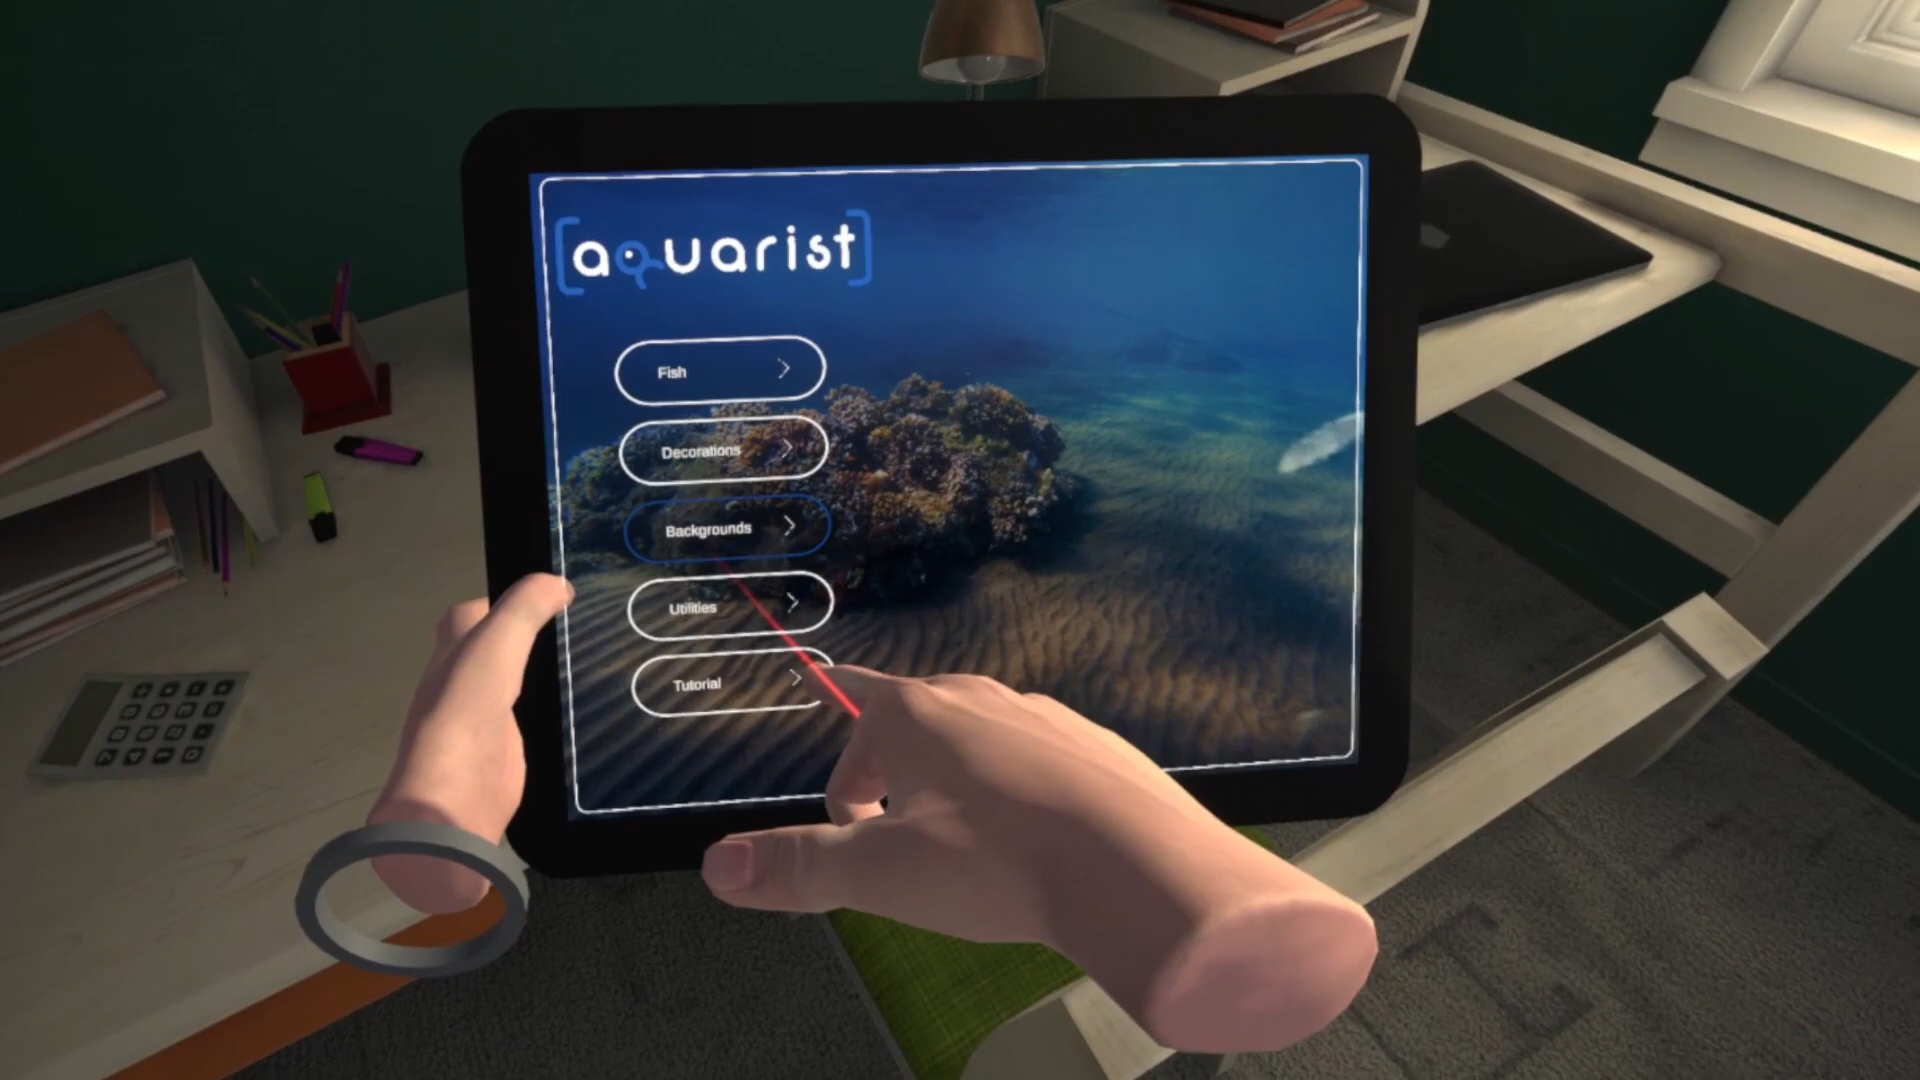 [aquarist]
Fish
Decorations
Backgrounds
Utilities
Tutorial